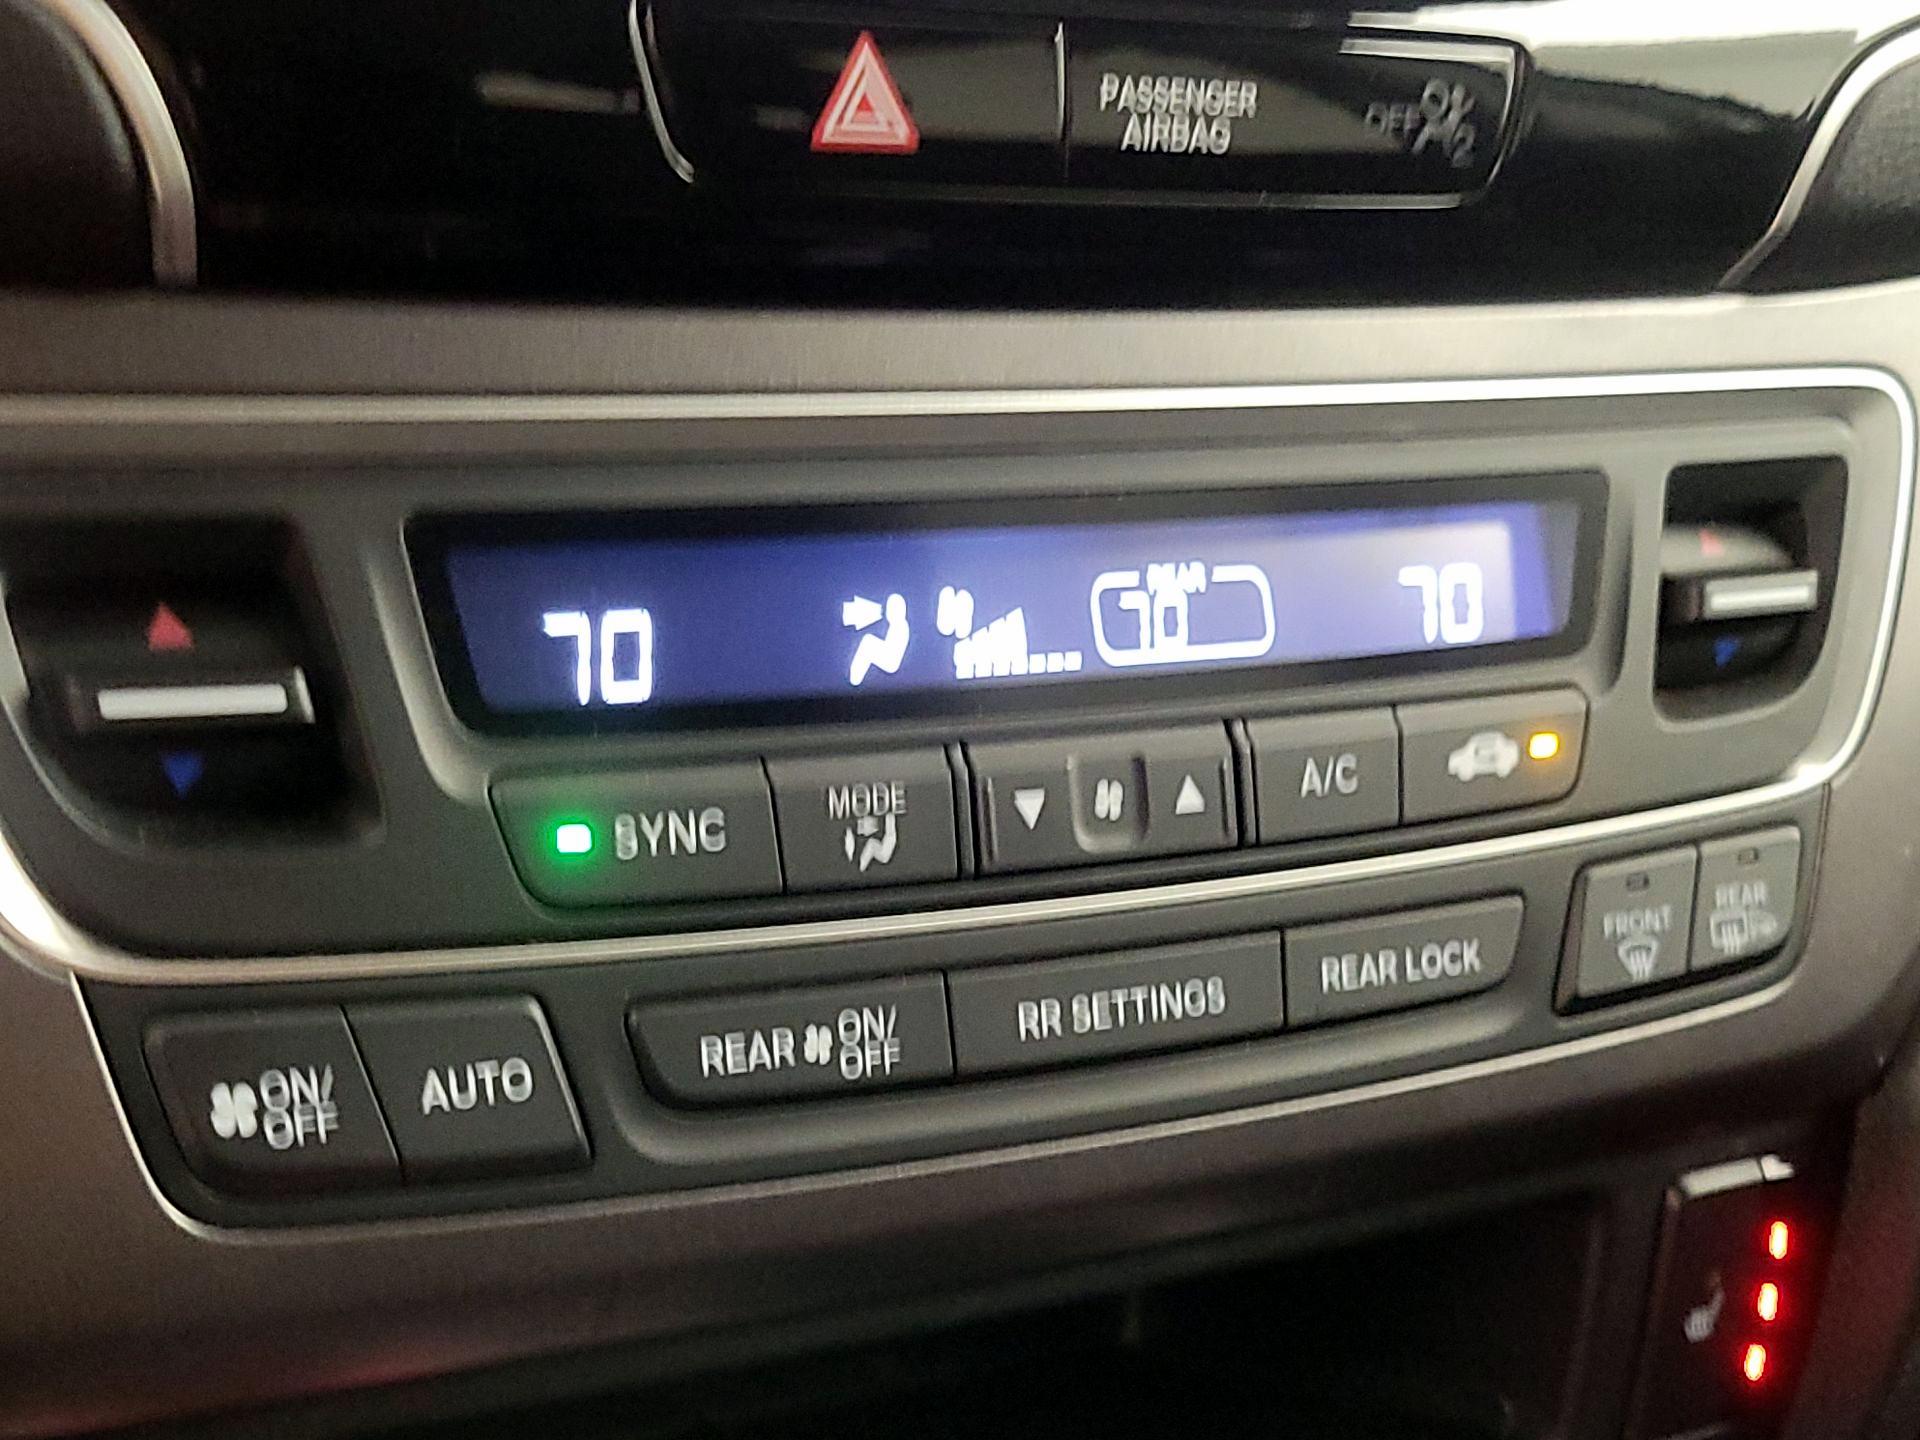 PASSENGER
AIRBAG
OFF
70
REAR
70
70
SYNC
MODE
A/C
ON/
OFF
AUTO
REAR
ON/
OFF
RR SETTINGS
REAR LOCK
FRONT
REAR